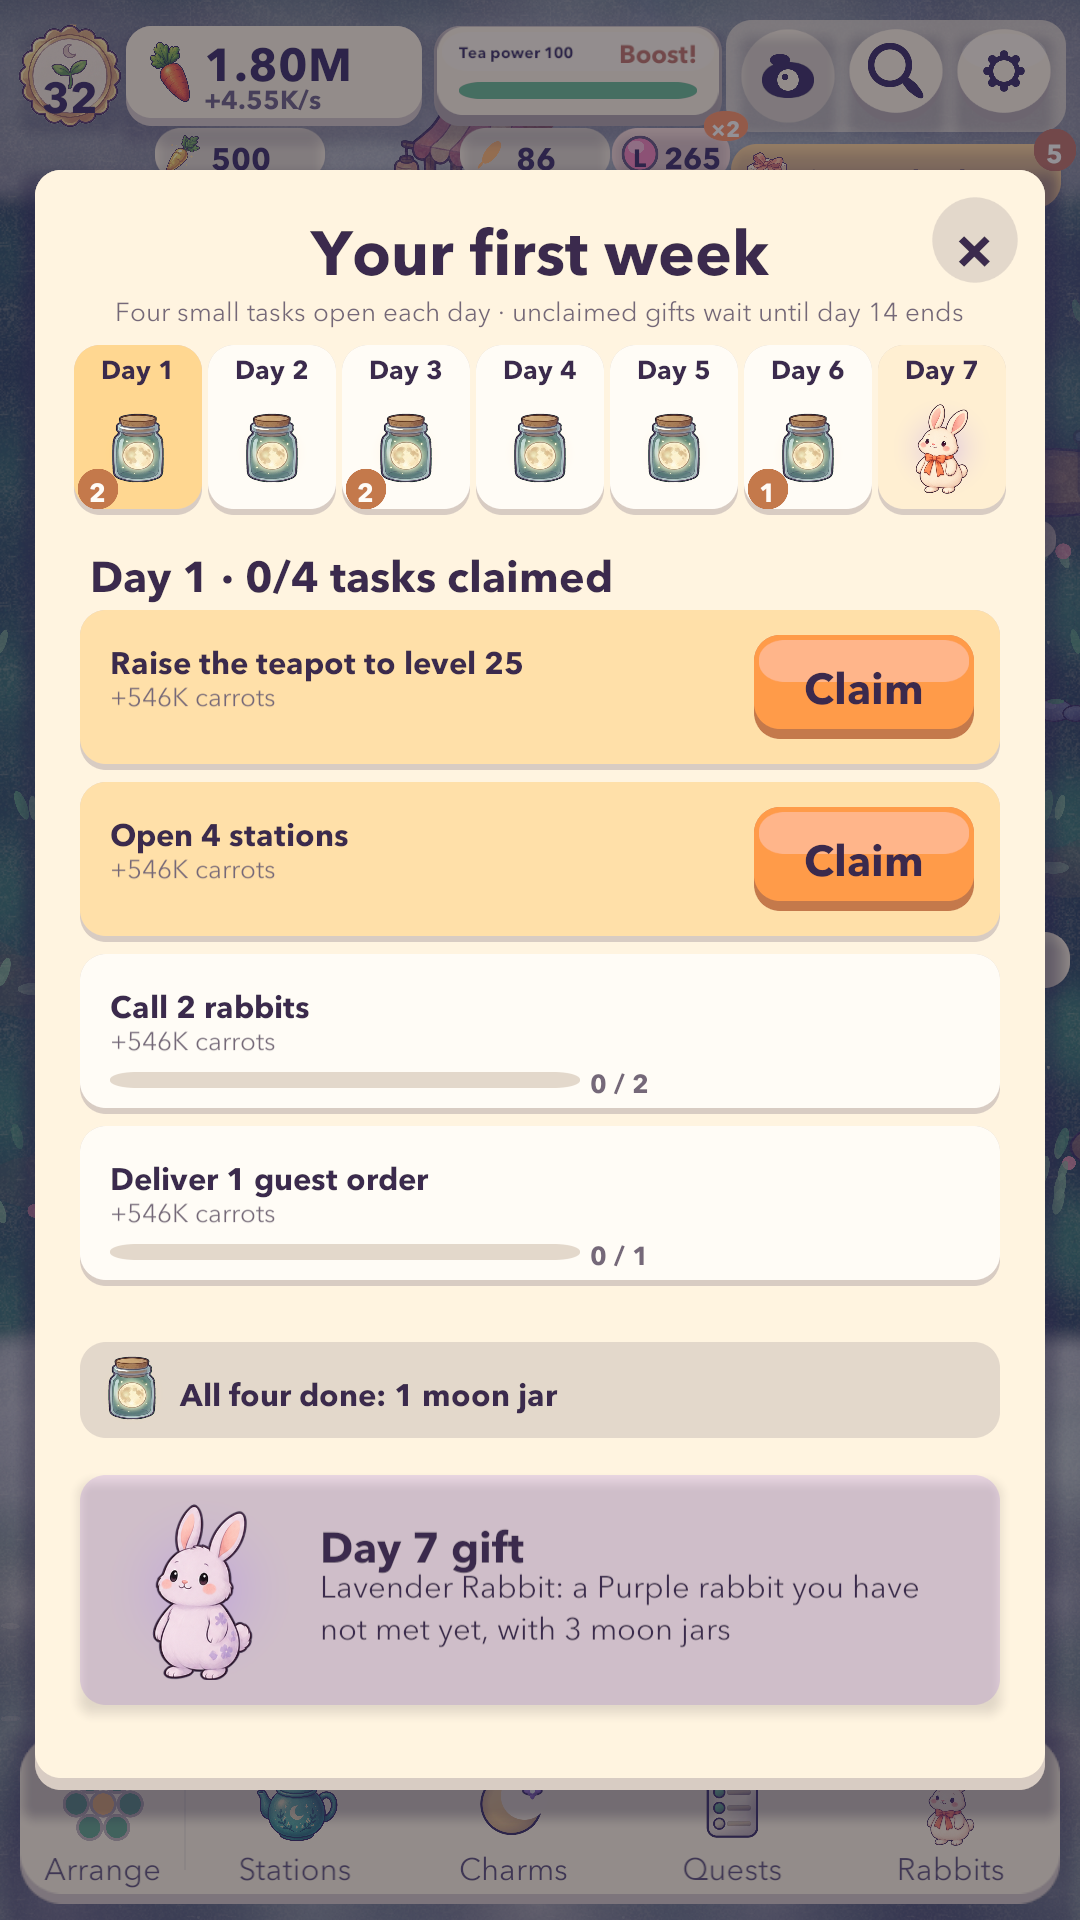 32
1.80M
+4.55K/s
Tea power 100
Boost!
500
86
L 265
×2
5
Your first week
×
Four small tasks open each day · unclaimed gifts wait until day 14 ends
Day 1
Day 2
Day 3
Day 4
Day 5
Day 6
Day 7
2
2
1
Day 1 · 0/4 tasks claimed
Raise the teapot to level 25
+546K carrots
Claim
Open 4 stations
+546K carrots
Claim
Call 2 rabbits
+546K carrots
0 / 2
Deliver 1 guest order
+546K carrots
0 / 1
All four done: 1 moon jar
Day 7 gift
Lavender Rabbit: a Purple rabbit you have
not met yet, with 3 moon jars
Arrange
Stations
Charms
Quests
Rabbits